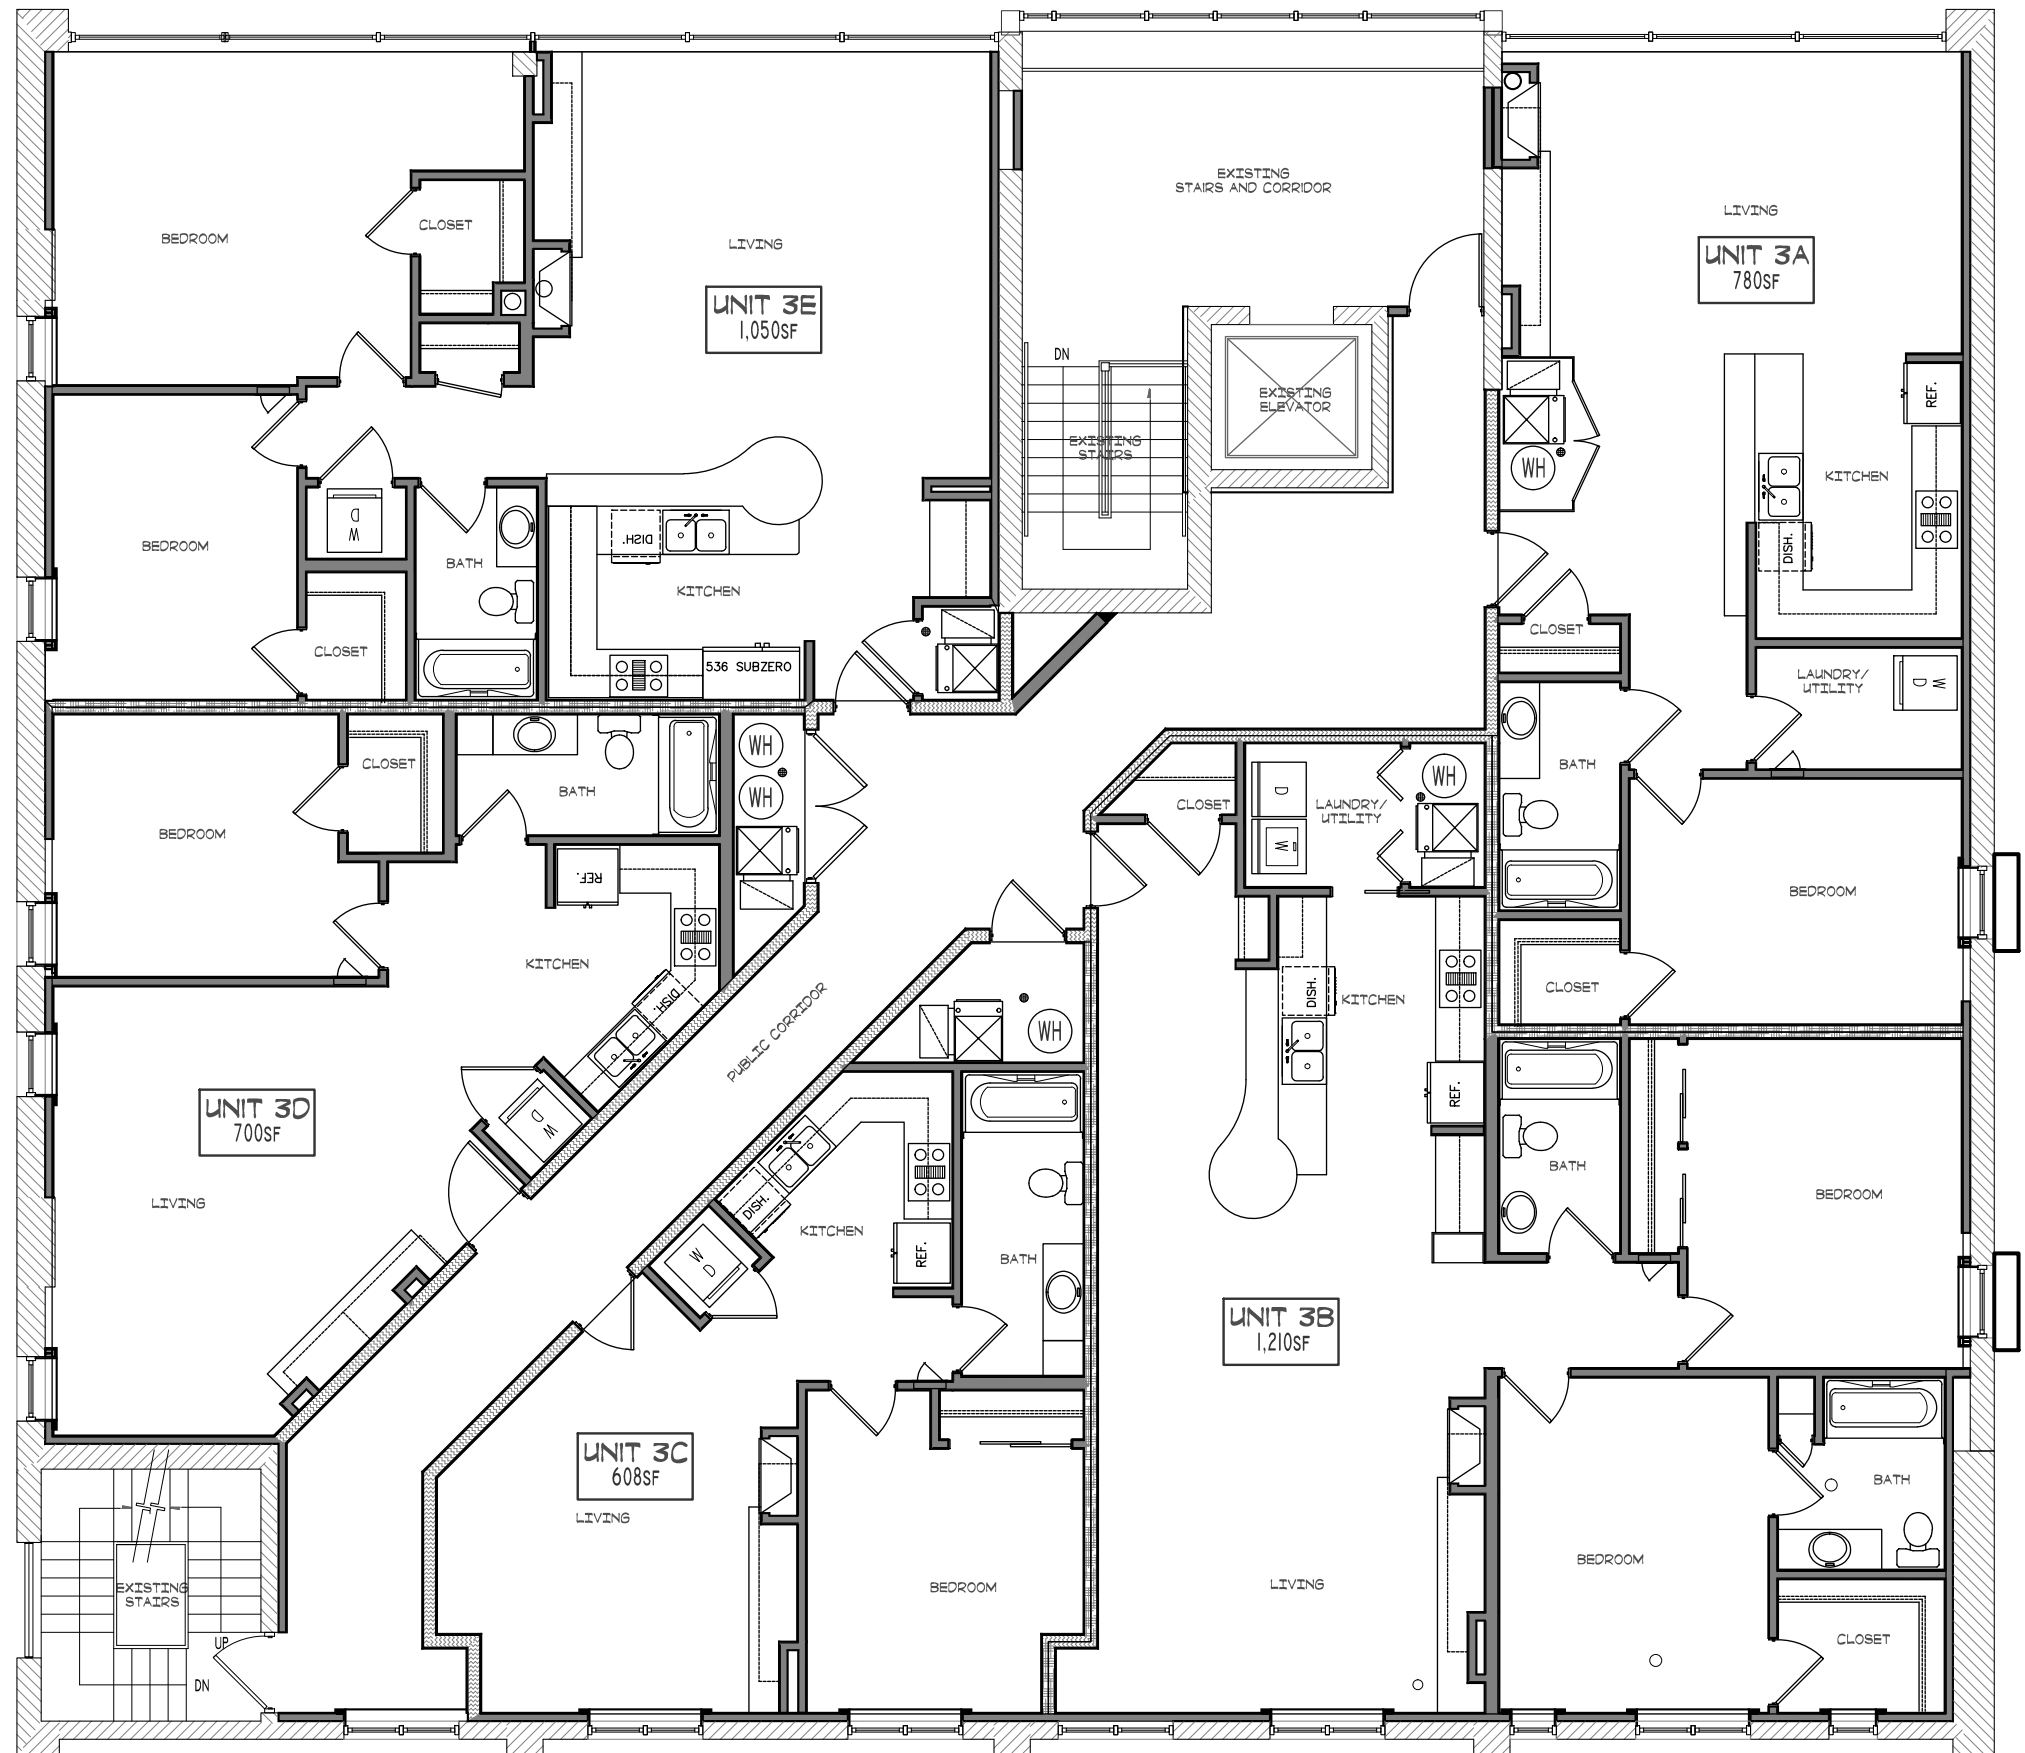 EXISTING
STAIRS AND CORRIDOR
LIVING
UNIT 3A
780SF
BEDROOM
CLOSET
LIVING
UNIT 3E
1,050SF
DN
EXISTING
ELEVATOR
EXISTING
STAIRS
REF.
WH
KITCHEN
DISH.
BEDROOM
W
D
BATH
DISH.
KITCHEN
CLOSET
536 SUBZERO
CLOSET
LAUNDRY/
UTILITY
W
D
BEDROOM
CLOSET
BATH
WH
WH
CLOSET
D
W
LAUNDRY/
UTILITY
WH
BATH
BEDROOM
REF.
KITCHEN
DISH.
PUBLIC CORRIDOR
WH
DISH.
KITCHEN
CLOSET
REF.
UNIT 3D
700SF
W
D
LIVING
DISH.
W
D
KITCHEN
REF.
BATH
BATH
BEDROOM
UNIT 3B
1,210SF
UNIT 3C
608SF
LIVING
BATH
BEDROOM
LIVING
BEDROOM
CLOSET
EXISTING
STAIRS
UP
DN